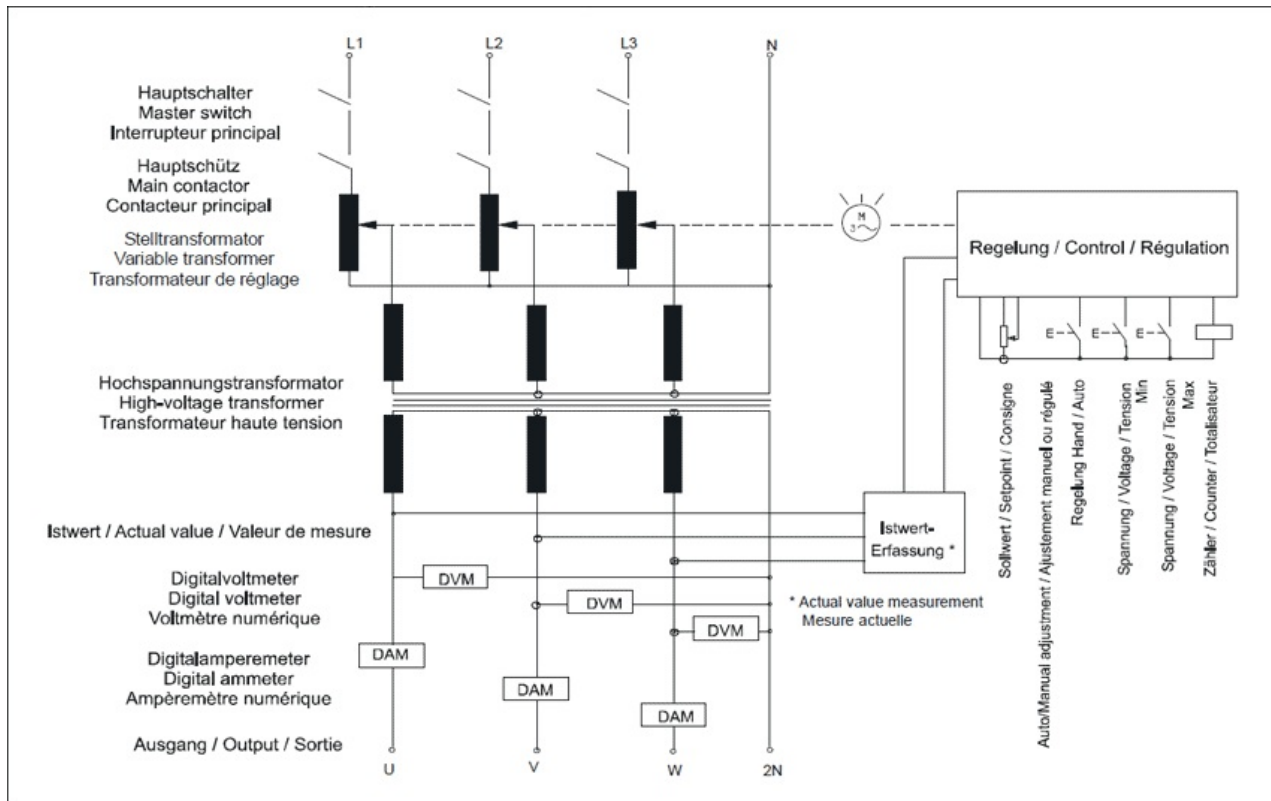 L1
L2
L3
N
Hauptschalter
Master switch
Interrupteur principal
Hauptschütz
Main contactor
Contacteur principal
Stelltransformator
Variable transformer
Transformateur de réglage
M
3
Regelung / Control / Régulation
E
E
E
Hochspannungstransformator
High-voltage transformer
Transformateur haute tension
Istwert / Actual value / Valeur de mesure
Istwert-
Erfassung *
Digitalvoltmeter
Digital voltmeter
Voltmètre numérique
DVM
DVM
DVM
* Actual value measurement
Mesure actuelle
Digitalamperemeter
Digital ammeter
Ampèremètre numérique
DAM
DAM
DAM
Ausgang / Output / Sortie
U
V
W
2N
Sollwert / Setpoint / Consigne
Auto/Manual adjustment / Ajustement manuel ou régulé
Regelung Hand / Auto
Spannung / Voltage / Tension
Min
Spannung / Voltage / Tension
Max
Zähler / Counter / Totalisateur